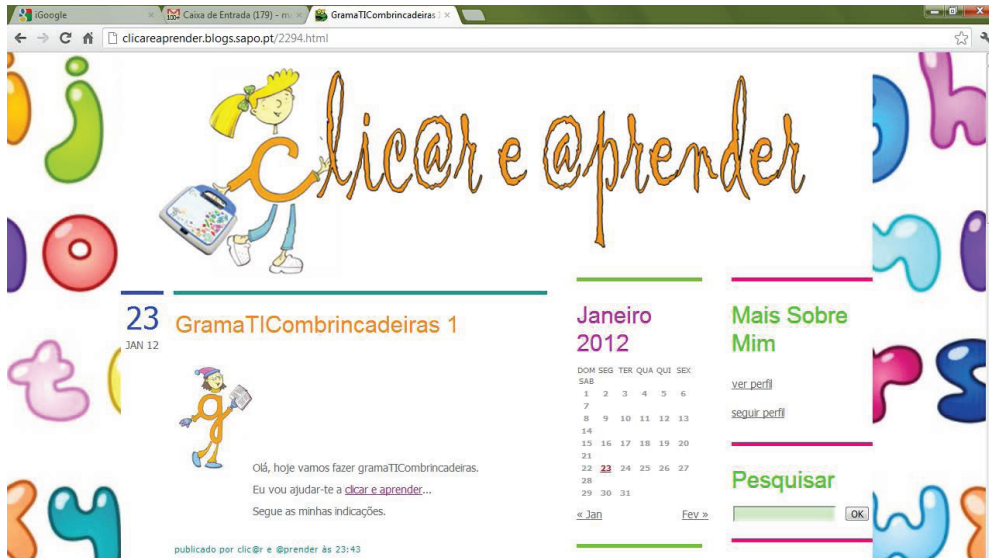 iGoogle
Caixa de Entrada (179) - m
GramaTICombrincadeiras
clicareaprender.blogs.sapo.pt/2294.html
clic@r e @prender
23
JAN 12
GramaTICombrincadeiras 1
Olá, hoje vamos fazer gramaTICombrincadeiras.
Eu vou ajudar-te a clicar e aprender...
Segue as minhas indicações.
publicado por clic@r e @prender às 23:43
Janeiro
2012
DOM SEG TER QUA QUI SEX
SAB
1 2 3 4 5 6
7
8 9 10 11 12 13
14
15 16 17 18 19 20
21
22 23 24 25 26 27
28
29 30 31
« Jan Fev »
Mais Sobre
Mim
ver perfil
seguir perfil
Pesquisar
OK